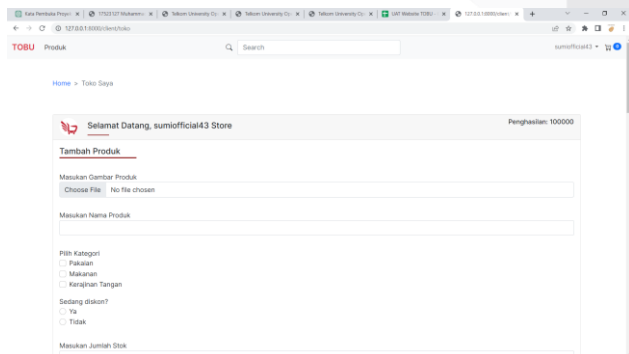 Kata Pembuka Proye
17523127 Muhamma
Telkom University O
Telkom University O
Telkom University O
UAT Website TOBU
127.0.0.1:8000/client
127.0.0.1:8000/client/toko
TOBU Produk Search sumiofficial43 0
Home > Toko Saya
Selamat Datang, sumiofficial43 Store Penghasilan: 100000
Tambah Produk
Masukan Gambar Produk
Choose File No file chosen
Masukan Nama Produk
Pilih Kategori
Pakaian
Makanan
Kerajinan Tangan
Sedang diskon?
Ya
Tidak
Masukan Jumlah Stok